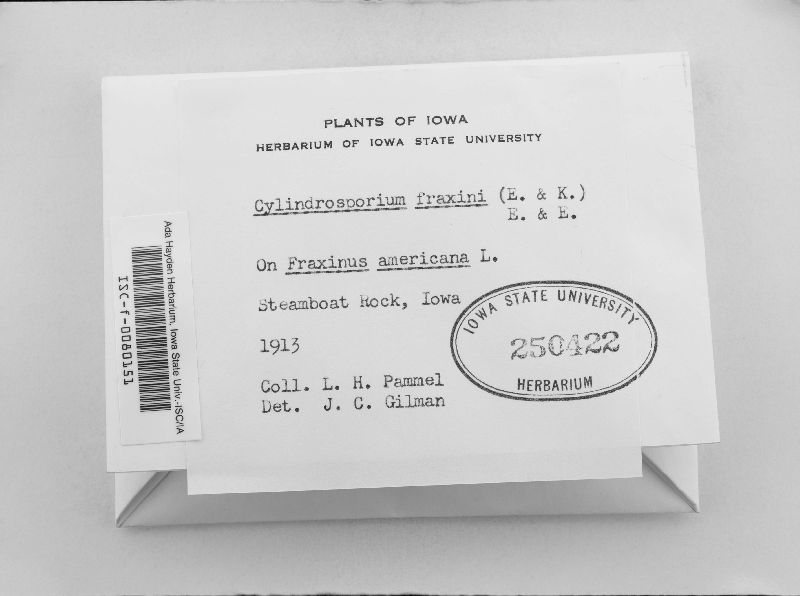 PLANTS OF IOWA
HERBARIUM OF IOWA STATE UNIVERSITY
Cylindrosporium fraxini (E. & K.)
E. & E.
On Fraxinus americana L.
Steamboat Rock, Iowa
1913
Coll. L. H. Pammel
Det. J. C. Gilman
IOWA STATE UNIVERSITY
250422
HERBARIUM
Ada Hayden Herbarium, Iowa State Univ.-ISC/IA
ISC-f-0080151